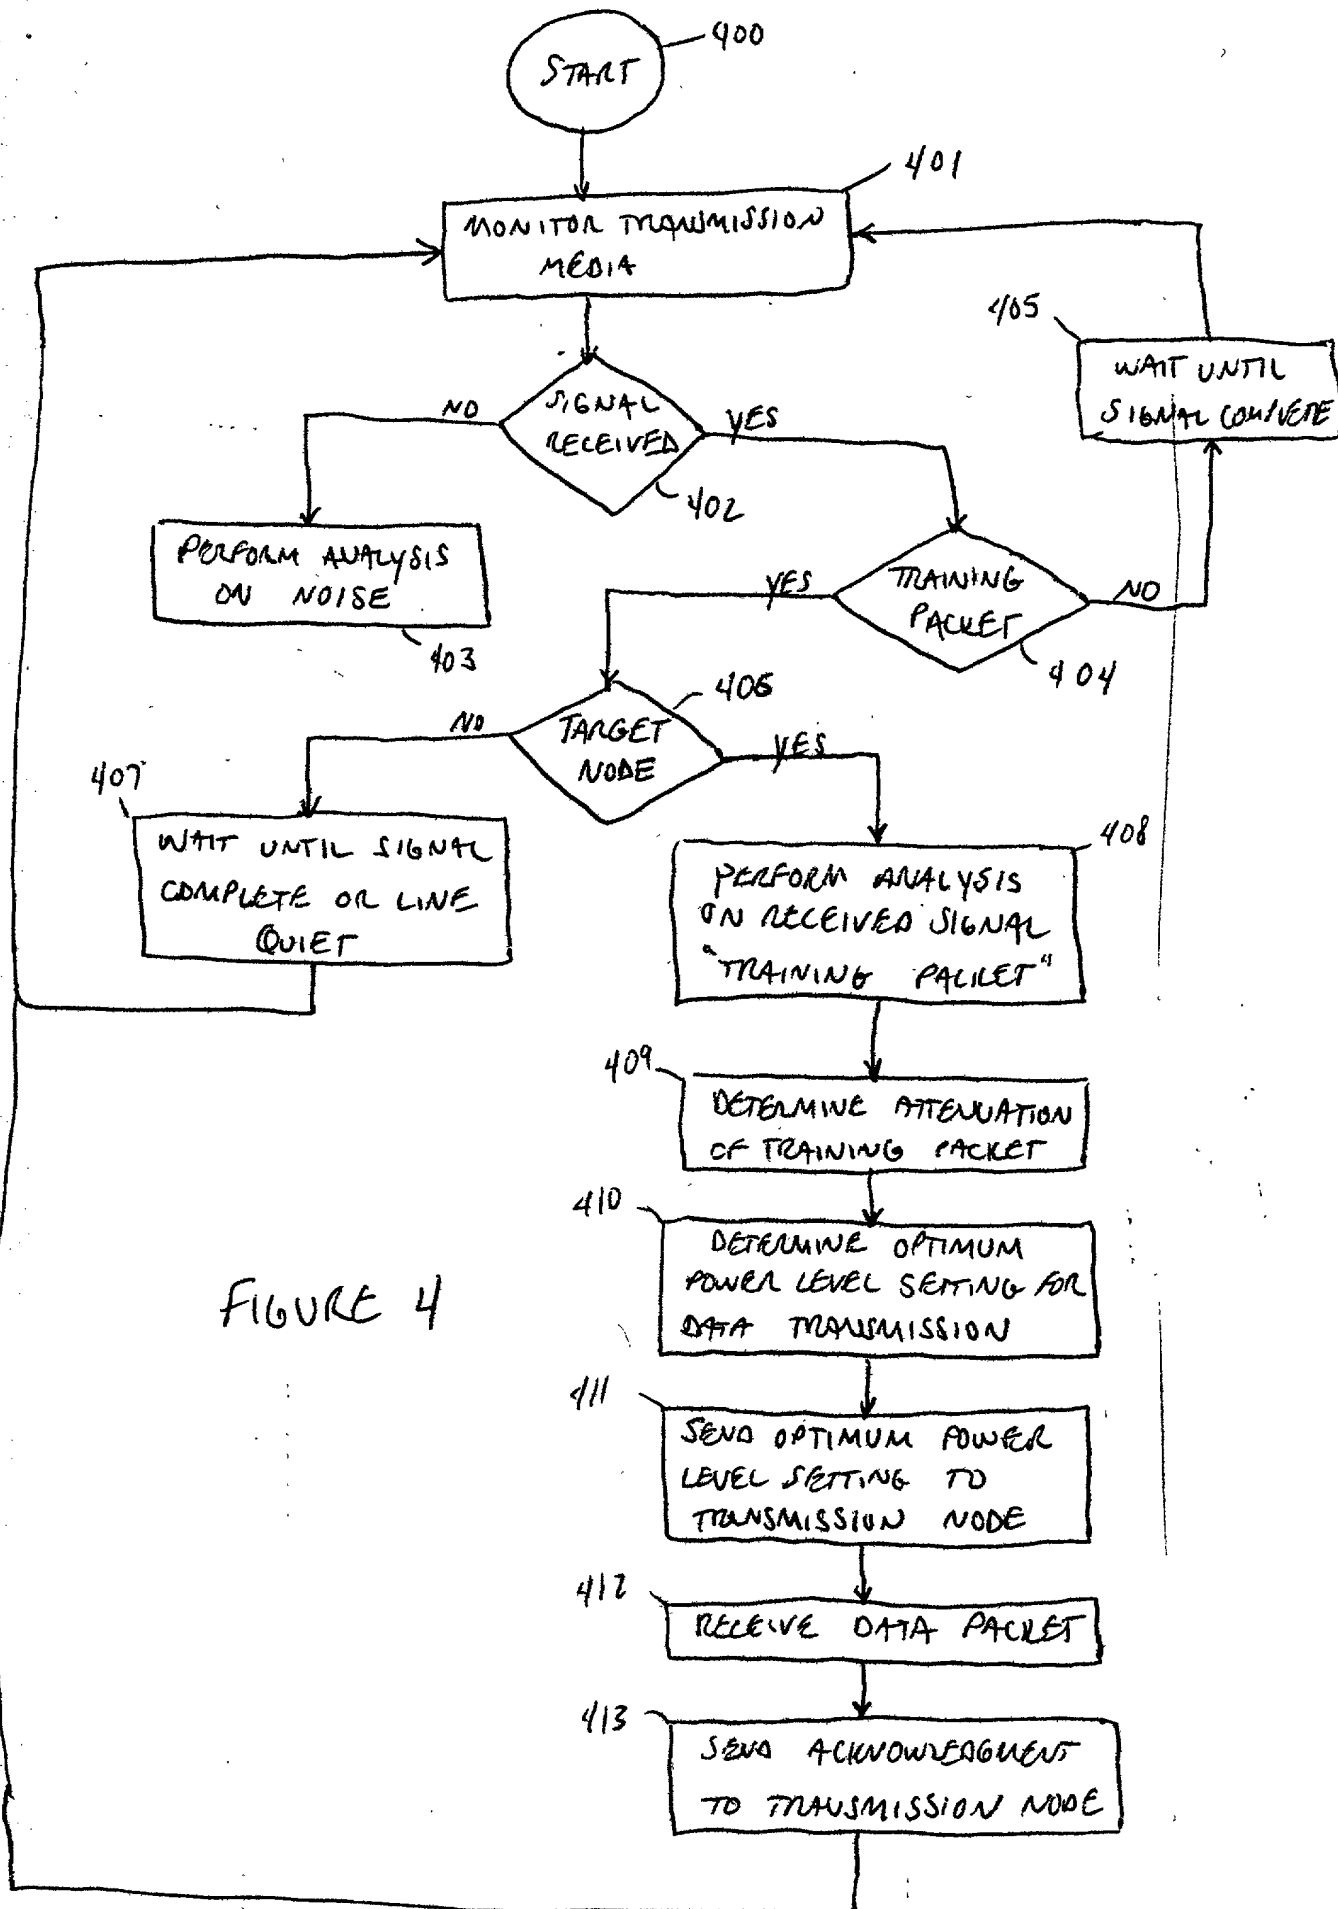 400
START
401
MONITOR TRANSMISSION
MEDIA
405
WAIT UNTIL
SIGNAL COMPLETE
NO
SIGNAL
RECEIVED
YES
402
PERFORM ANALYSIS
ON NOISE
403
YES
TRAINING
PACKET
NO
404
406
NO
TARGET
NODE
YES
407
WAIT UNTIL SIGNAL
COMPLETE OR LINE
QUIET
408
PERFORM ANALYSIS
ON RECEIVED SIGNAL
"TRAINING PACKET"
409
DETERMINE ATTENUATION
OF TRAINING PACKET
410
DETERMINE OPTIMUM
POWER LEVEL SETTING FOR
DATA TRANSMISSION
FIGURE 4
411
SEND OPTIMUM POWER
LEVEL SETTING TO
TRANSMISSION NODE
412
RECEIVE DATA PACKET
413
SEND ACKNOWLEDGMENT
TO TRANSMISSION NODE